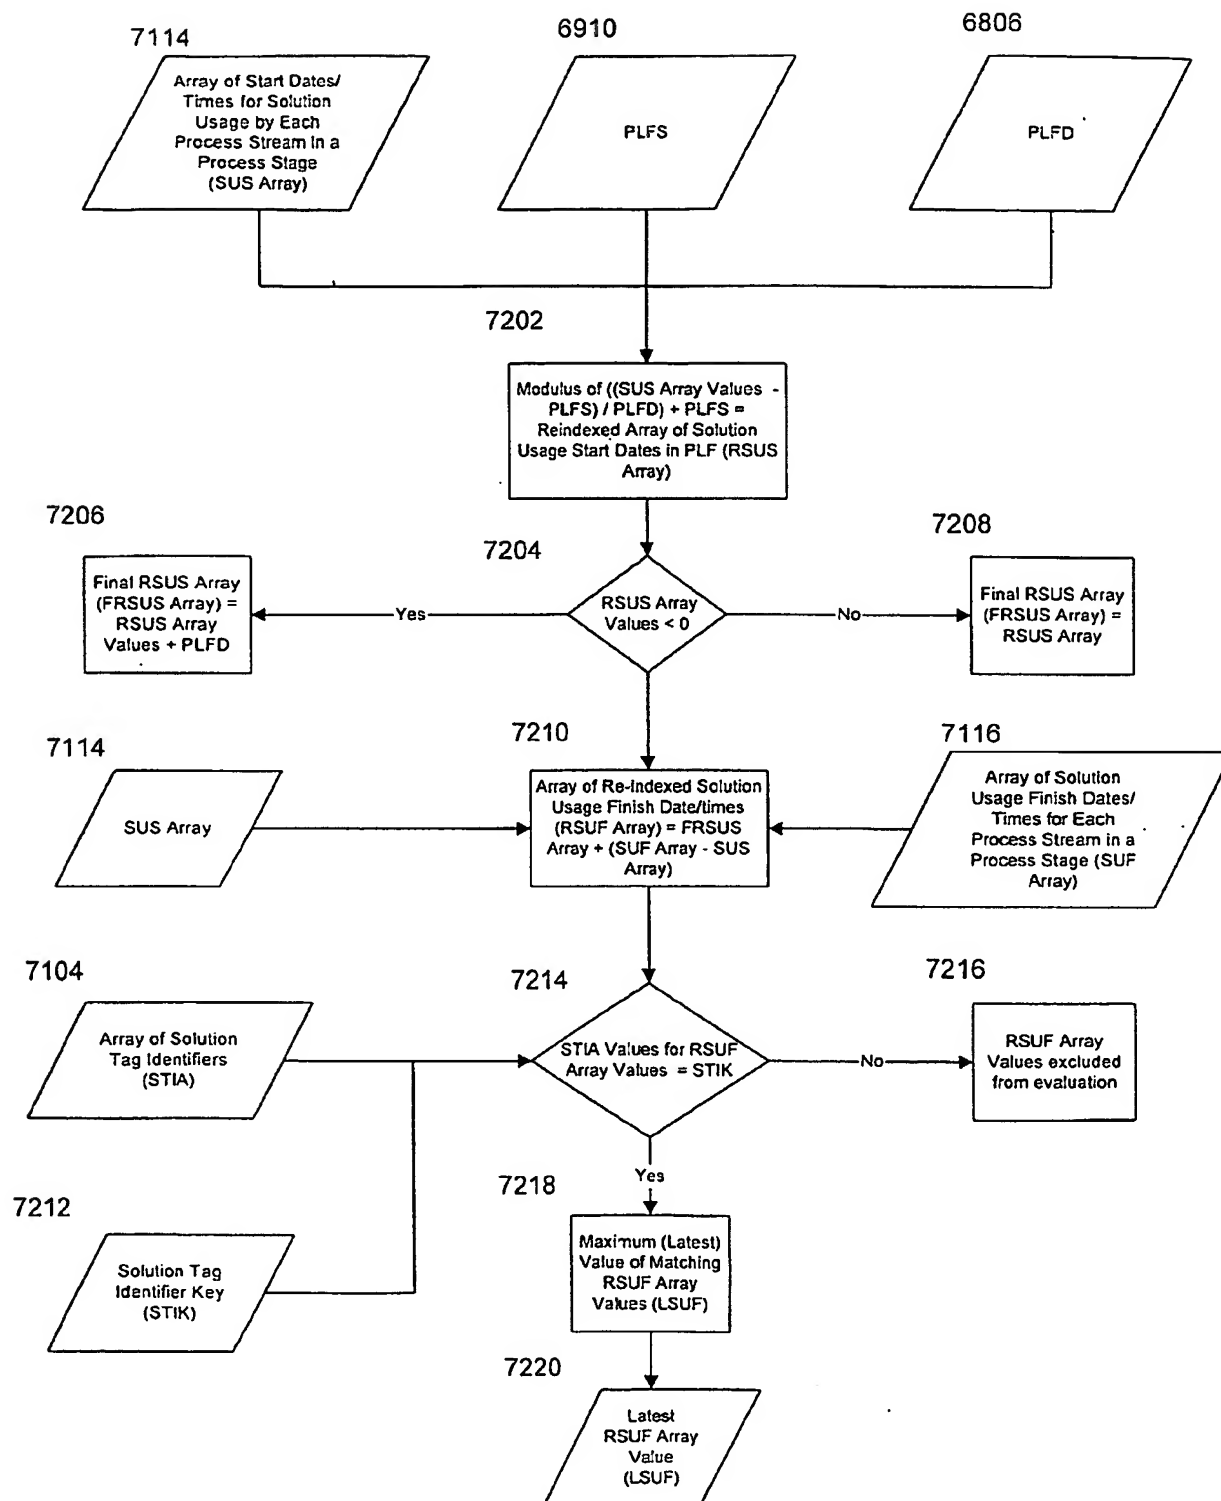 7114
6910
6806
Array of Start Dates/
Times for Solution
Usage by Each
Process Stream in a
Process Stage
(SUS Array)
PLFS
PLFD
7202
Modulus of ((SUS Array Values -
PLFS) / PLFD) + PLFS =
Reindexed Array of Solution
Usage Start Dates in PLF (RSUS
Array)
7206
7204
7208
Final RSUS Array
(FRSUS Array) =
RSUS Array
Values + PLFD
Yes
RSUS Array
Values < 0
No
Final RSUS Array
(FRSUS Array) =
RSUS Array
7114
7210
7116
SUS Array
Array of Re-Indexed Solution
Usage Finish Date/times
(RSUF Array) = FRSUS
Array + (SUF Array - SUS
Array)
Array of Solution
Usage Finish Dates/
Times for Each
Process Stream in a
Process Stage (SUF
Array)
7104
7214
7216
Array of Solution
Tag Identifiers
(STIA)
STIA Values for RSUF
Array Values = STIK
No
RSUF Array
Values excluded
from evaluation
Yes
7212
7218
Solution Tag
Identifier Key
(STIK)
Maximum (Latest)
Value of Matching
RSUF Array
Values (LSUF)
7220
Latest
RSUF Array
Value
(LSUF)